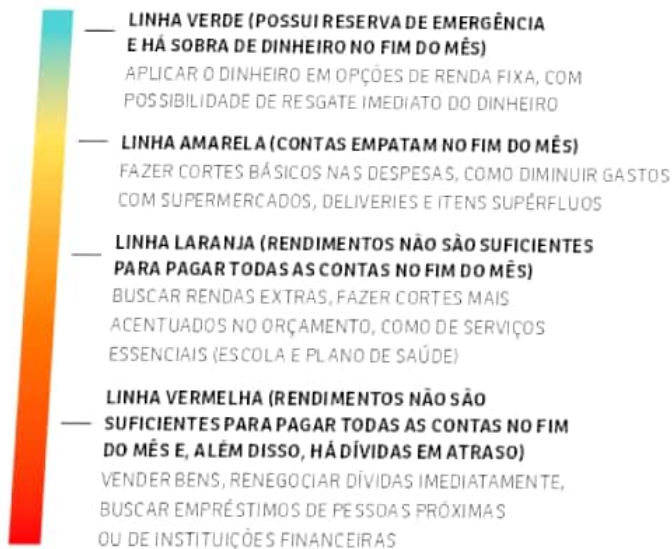 LINHA VERDE (POSSUI RESERVA DE EMERGÊNCIA
E HÁ SOBRA DE DINHEIRO NO FIM DO MÊS)
APLICAR O DINHEIRO EM OPÇÕES DE RENDA FIXA, COM
POSSIBILIDADE DE RESGATE IMEDIATO DO DINHEIRO
LINHA AMARELA (CONTAS EMPATAM NO FIM DO MÊS)
FAZER CORTES BÁSICOS NAS DESPESAS, COMO DIMINUIR GASTOS
COM SUPERMERCADOS, DELIVERIES E ITENS SUPÉRFLUOS
LINHA LARANJA (RENDIMENTOS NÃO SÃO SUFICIENTES
PARA PAGAR TODAS AS CONTAS NO FIM DO MÊS)
BUSCAR RENDAS EXTRAS, FAZER CORTES MAIS
ACENTUADOS NO ORÇAMENTO, COMO DE SERVIÇOS
ESSENCIAIS (ESCOLA E PLANO DE SAÚDE)
LINHA VERMELHA (RENDIMENTOS NÃO SÃO
SUFICIENTES PARA PAGAR TODAS AS CONTAS NO FIM
DO MÊS E, ALÉM DISSO, HÁ DÍVIDAS EM ATRASO)
VENDER BENS, RENEGOCIAR DÍVIDAS IMEDIATAMENTE,
BUSCAR EMPRÉSTIMOS DE PESSOAS PRÓXIMAS
OU DE INSTITUIÇÕES FINANCEIRAS